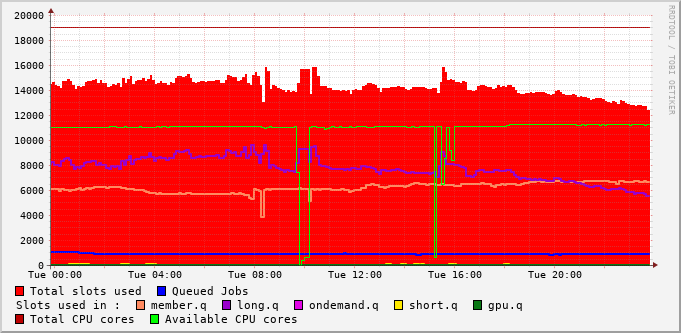 20000
18000
16000
14000
12000
10000
8000
6000
4000
2000
0
Tue 00:00 Tue 04:00 Tue 08:00 Tue 12:00 Tue 16:00 Tue 20:00
Total slots used Queued Jobs
Slots used in : member.q long.q ondemand.q short.q gpu.q
Total CPU cores Available CPU cores
RRDTOOL / TOBI OETIKER